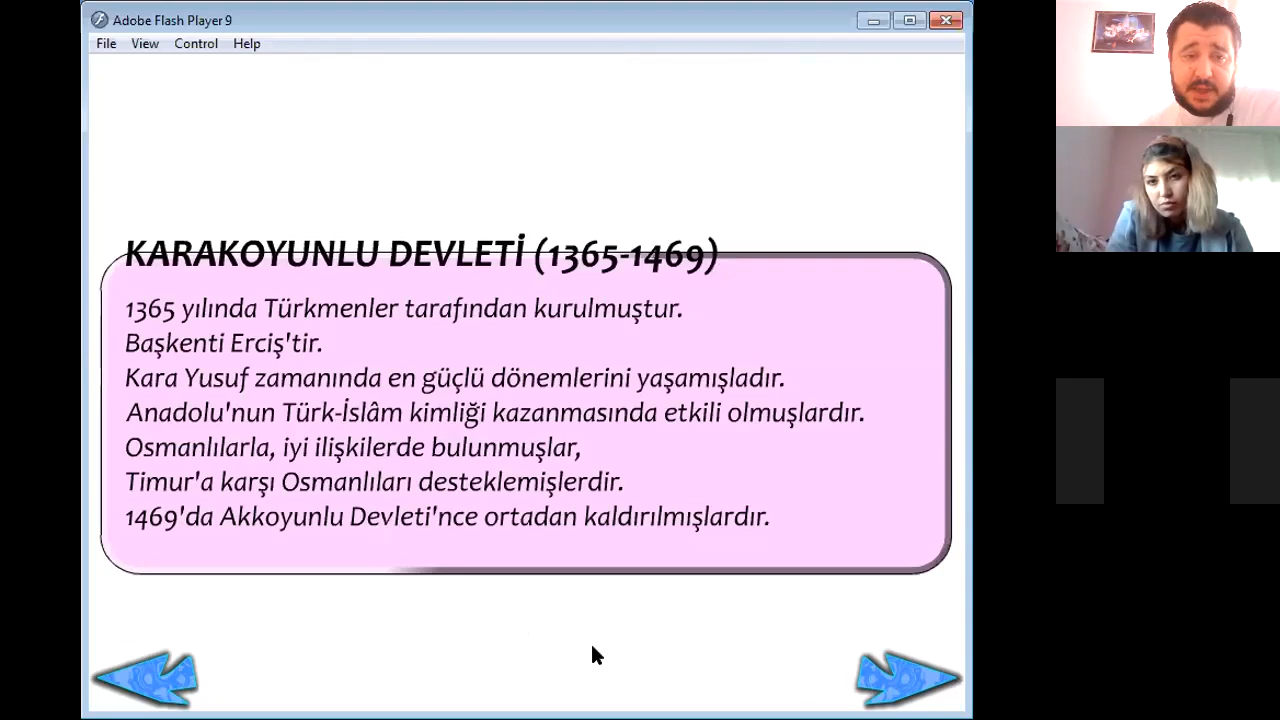 Adobe Flash Player 9
File View Control Help
KARAKOYUNLU DEVLETİ (1365-1469)
1365 yılında Türkmenler tarafından kurulmuştur.
Başkenti Erciş'tir.
Kara Yusuf zamanında en güçlü dönemlerini yaşamışladır.
Anadolu'nun Türk-İslâm kimliği kazanmasında etkili olmuşlardır.
Osmanlılarla, iyi ilişkilerde bulunmuşlar,
Timur'a karşı Osmanlıları desteklemişlerdir.
1469'da Akkoyunlu Devleti'nce ortadan kaldırılmışlardır.